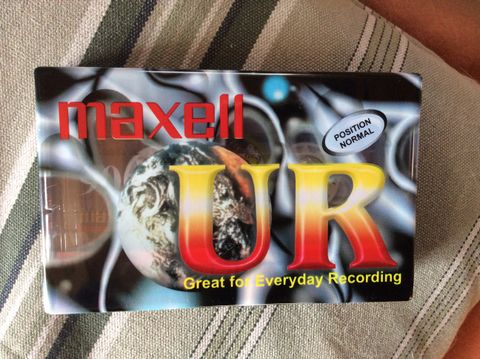 maxell
POSITION
NORMAL
UR
Great for Everyday Recording